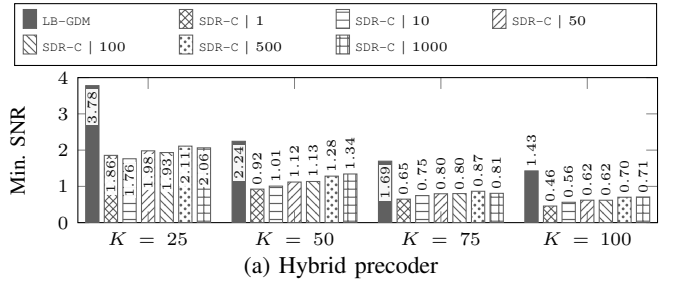 LB-GDM SDR-C | 1 SDR-C | 10 SDR-C | 50
SDR-C | 100 SDR-C | 500 SDR-C | 1000
Min. SNR
4
3
2
1
0
3.78 1.86 1.76 1.98 1.93 2.11 2.06
2.24 0.92 1.01 1.12 1.13 1.28 1.34
1.69 0.65 0.75 0.80 0.80 0.87 0.81
1.43 0.46 0.56 0.62 0.62 0.70 0.71
K = 25 K = 50 K = 75 K = 100
(a) Hybrid precoder